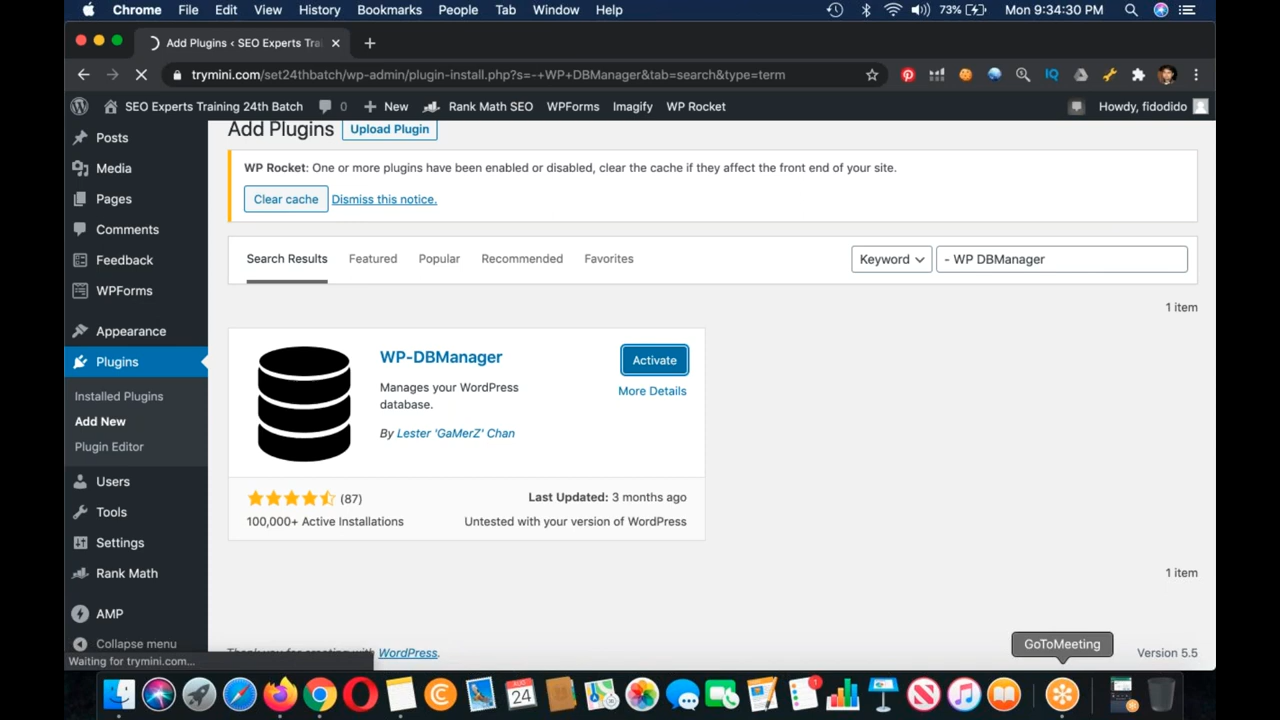 Chrome File Edit View History Bookmarks People Tab Window Help 73% Mon 9:34:30 PM
Add Plugins ‹ SEO Experts Trai
trymini.com/set24thbatch/wp-admin/plugin-install.php?s=-+WP+DBManager&tab=search&type=term
SEO Experts Training 24th Batch 0 New Rank Math SEO WPForms Imagify WP Rocket Howdy, fidodido
Posts
Media
Pages
Comments
Feedback
WPForms
Appearance
Plugins
Installed Plugins
Add New
Plugin Editor
Users
Tools
Settings
Rank Math
AMP
Collapse menu
Add Plugins Upload Plugin
WP Rocket: One or more plugins have been enabled or disabled, clear the cache if they affect the front end of your site.
Clear cache Dismiss this notice.
Search Results Featured Popular Recommended Favorites Keyword - WP DBManager
1 item
WP-DBManager
Activate
Manages your WordPress
database.
More Details
By Lester 'GaMerZ' Chan
(87)
Last Updated: 3 months ago
100,000+ Active Installations
Untested with your version of WordPress
1 item
Thank you for creating with WordPress.
Version 5.5
GoToMeeting
Waiting for trymini.com...
IQ
24
1